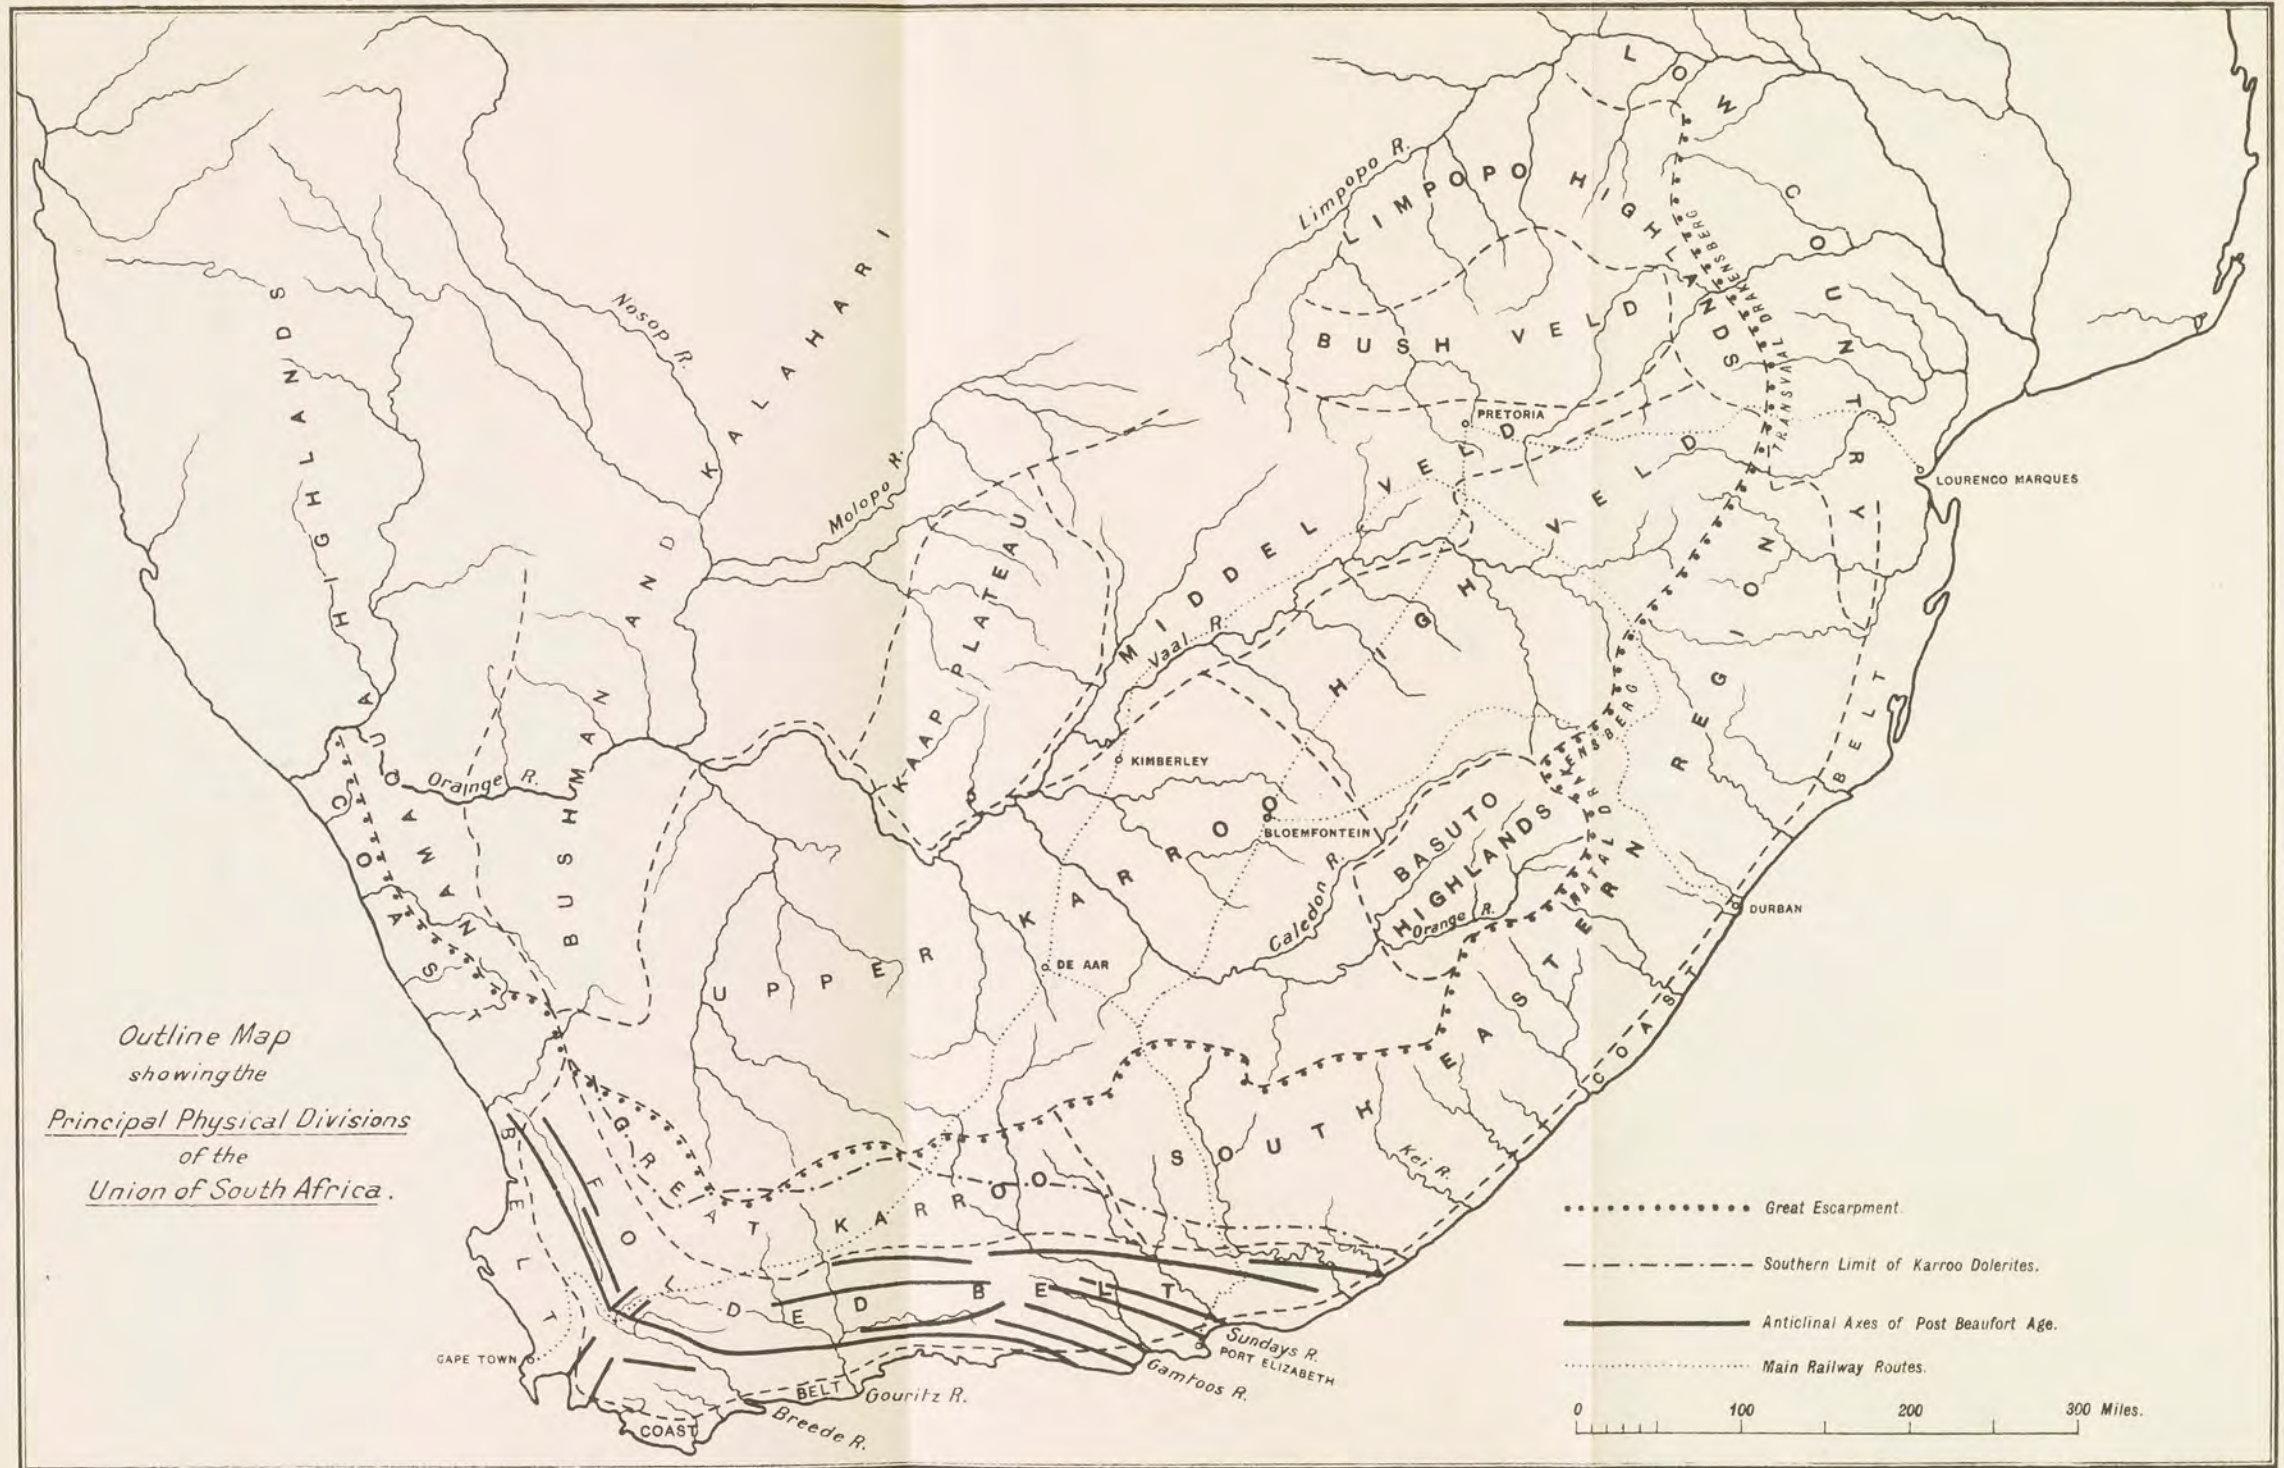 Outline Map
showing the
Principal Physical Divisions
of the
Union of South Africa.
LOW COUNTRY
Limpopo R.
LIMPOPO HIGHLANDS
TRANSVAAL DRAKENSBERG
BUSH VELD
PRETORIA
LOURENCO MARQUES
Nosop R.
BUSHMANLAND AND KALAHARI
Molopo R.
KAAP PLATEAU
MIDDEL VELD
HIGH VELD
Vaal R.
NAMAQUA HIGHLANDS
Orange R.
KIMBERLEY
BLOEMFONTEIN
BASUTO
HIGHLANDS
Orange R.
Caledon R.
NATAL DRAKENSBERG
SOUTH EASTERN REGION
DURBAN
COAST BELT
COAST BELT
UPPER KARROO
DE AAR
GREAT KARROO
Kei R.
FOLDED BELT
CAPE TOWN
COAST
BELT
Breede R.
Gouritz R.
Gamtoos R.
Sundays R.
PORT ELIZABETH
Great Escarpment.
Southern Limit of Karroo Dolerites.
Anticlinal Axes of Post Beaufort Age.
Main Railway Routes.
0 100 200 300 Miles.